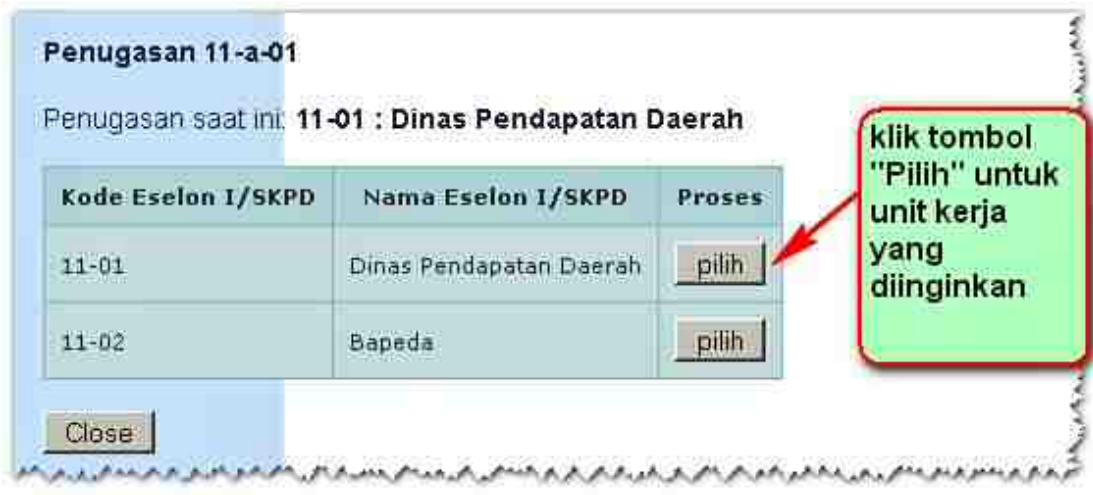 Penugasan 11-a-01
Penugasan saat ini: 11-01 : Dinas Pendapatan Daerah
Kode Eselon I/SKPD Nama Eselon I/SKPD Proses
11-01 Dinas Pendapatan Daerah pilih
11-02 Bapeda pilih
Close
klik tombol
"Pilih" untuk
unit kerja
yang
diinginkan